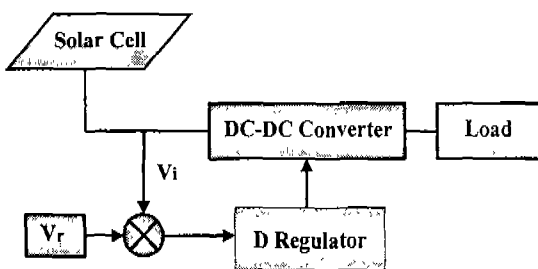 Solar Cell
DC-DC Converter
Load
Vi
Vr
D Regulator